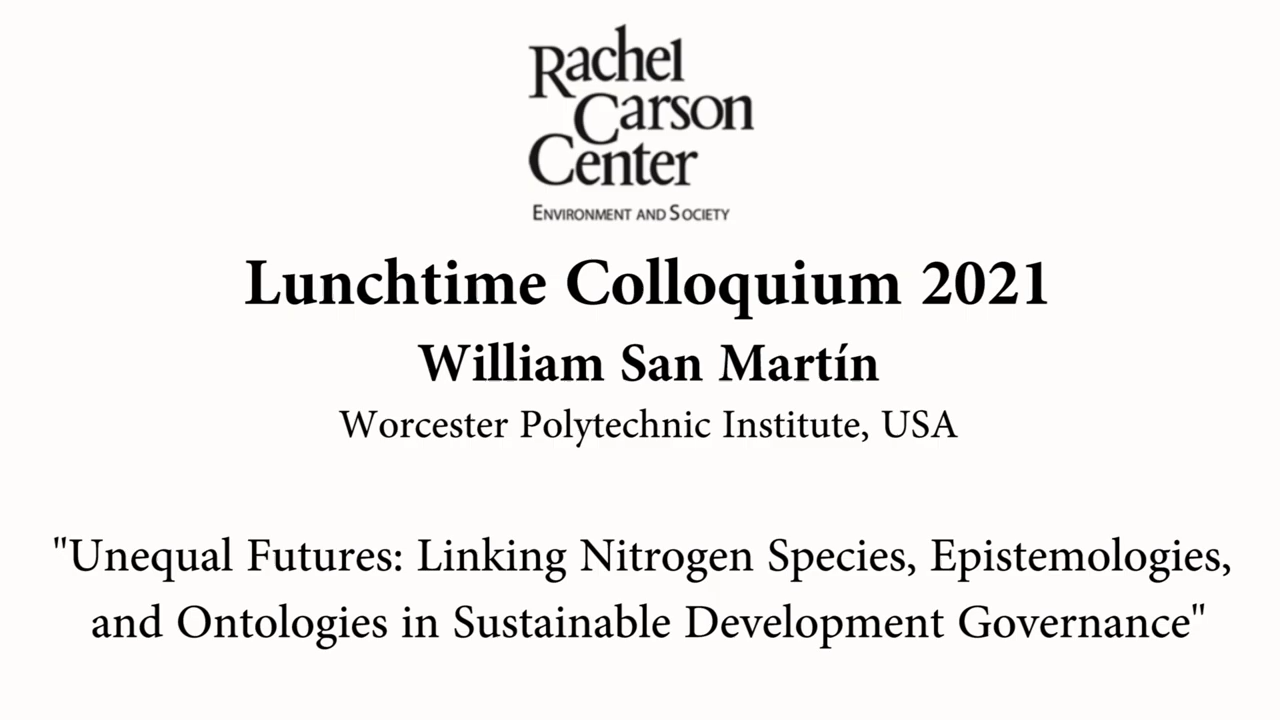 Rachel
Carson
Center
ENVIRONMENT AND SOCIETY
Lunchtime Colloquium 2021
William San Martín
Worcester Polytechnic Institute, USA
"Unequal Futures: Linking Nitrogen Species, Epistemologies,
and Ontologies in Sustainable Development Governance"